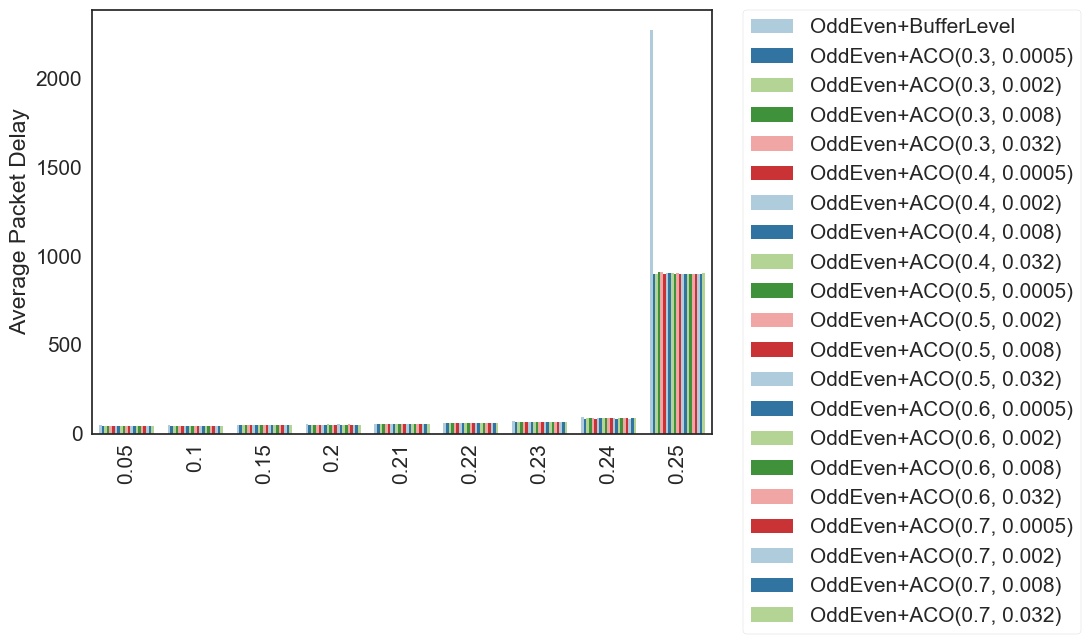 Average Packet Delay
2000
1500
1000
500
0
0.05
0.1
0.15
0.2
0.21
0.22
0.23
0.24
0.25
OddEven+BufferLevel
OddEven+ACO(0.3, 0.0005)
OddEven+ACO(0.3, 0.002)
OddEven+ACO(0.3, 0.008)
OddEven+ACO(0.3, 0.032)
OddEven+ACO(0.4, 0.0005)
OddEven+ACO(0.4, 0.002)
OddEven+ACO(0.4, 0.008)
OddEven+ACO(0.4, 0.032)
OddEven+ACO(0.5, 0.0005)
OddEven+ACO(0.5, 0.002)
OddEven+ACO(0.5, 0.008)
OddEven+ACO(0.5, 0.032)
OddEven+ACO(0.6, 0.0005)
OddEven+ACO(0.6, 0.002)
OddEven+ACO(0.6, 0.008)
OddEven+ACO(0.6, 0.032)
OddEven+ACO(0.7, 0.0005)
OddEven+ACO(0.7, 0.002)
OddEven+ACO(0.7, 0.008)
OddEven+ACO(0.7, 0.032)